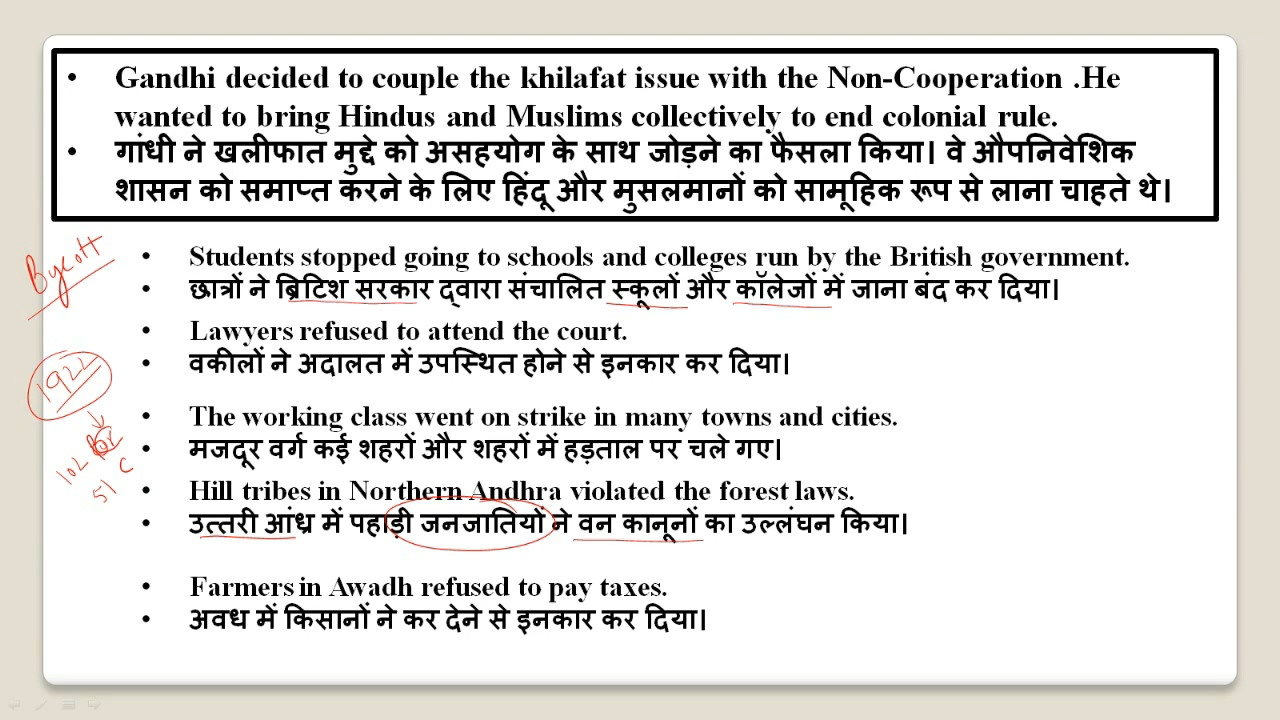 • Gandhi decided to couple the khilafat issue with the Non-Cooperation .He
wanted to bring Hindus and Muslims collectively to end colonial rule.
• गांधी ने खलीफात मुद्दे को असहयोग के साथ जोड़ने का फैसला किया। वे औपनिवेशिक
शासन को समाप्त करने के लिए हिंदू और मुसलमानों को सामूहिक रूप से लाना चाहते थे।
Bycott
• Students stopped going to schools and colleges run by the British government.
• छात्रों ने ब्रिटिश सरकार द्वारा संचालित स्कूलों और कॉलेजों में जाना बंद कर दिया।
• Lawyers refused to attend the court.
• वकीलों ने अदालत में उपस्थित होने से इनकार कर दिया।
1922
• The working class went on strike in many towns and cities.
• मजदूर वर्ग कई शहरों और शहरों में हड़ताल पर चले गए।
102
51 C
• Hill tribes in Northern Andhra violated the forest laws.
• उत्तरी आंध्र में पहाड़ी जनजातियों ने वन कानूनों का उल्लंघन किया।
• Farmers in Awadh refused to pay taxes.
• अवध में किसानों ने कर देने से इनकार कर दिया।